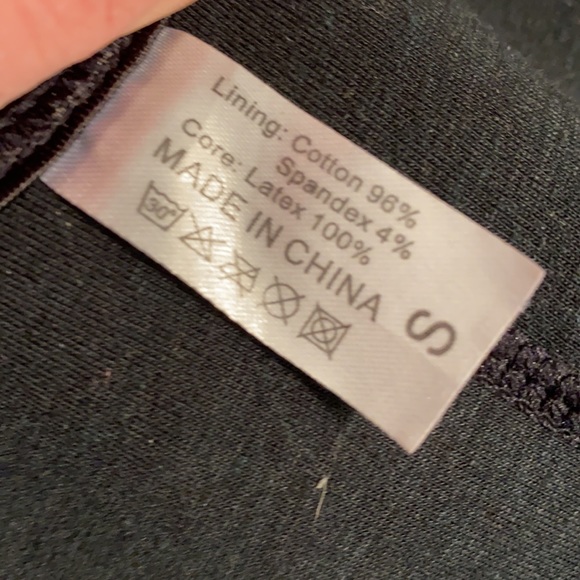 Lining: Cotton 96%
Spandex 4%
Core: Latex 100%
MADE IN CHINA
30°
S